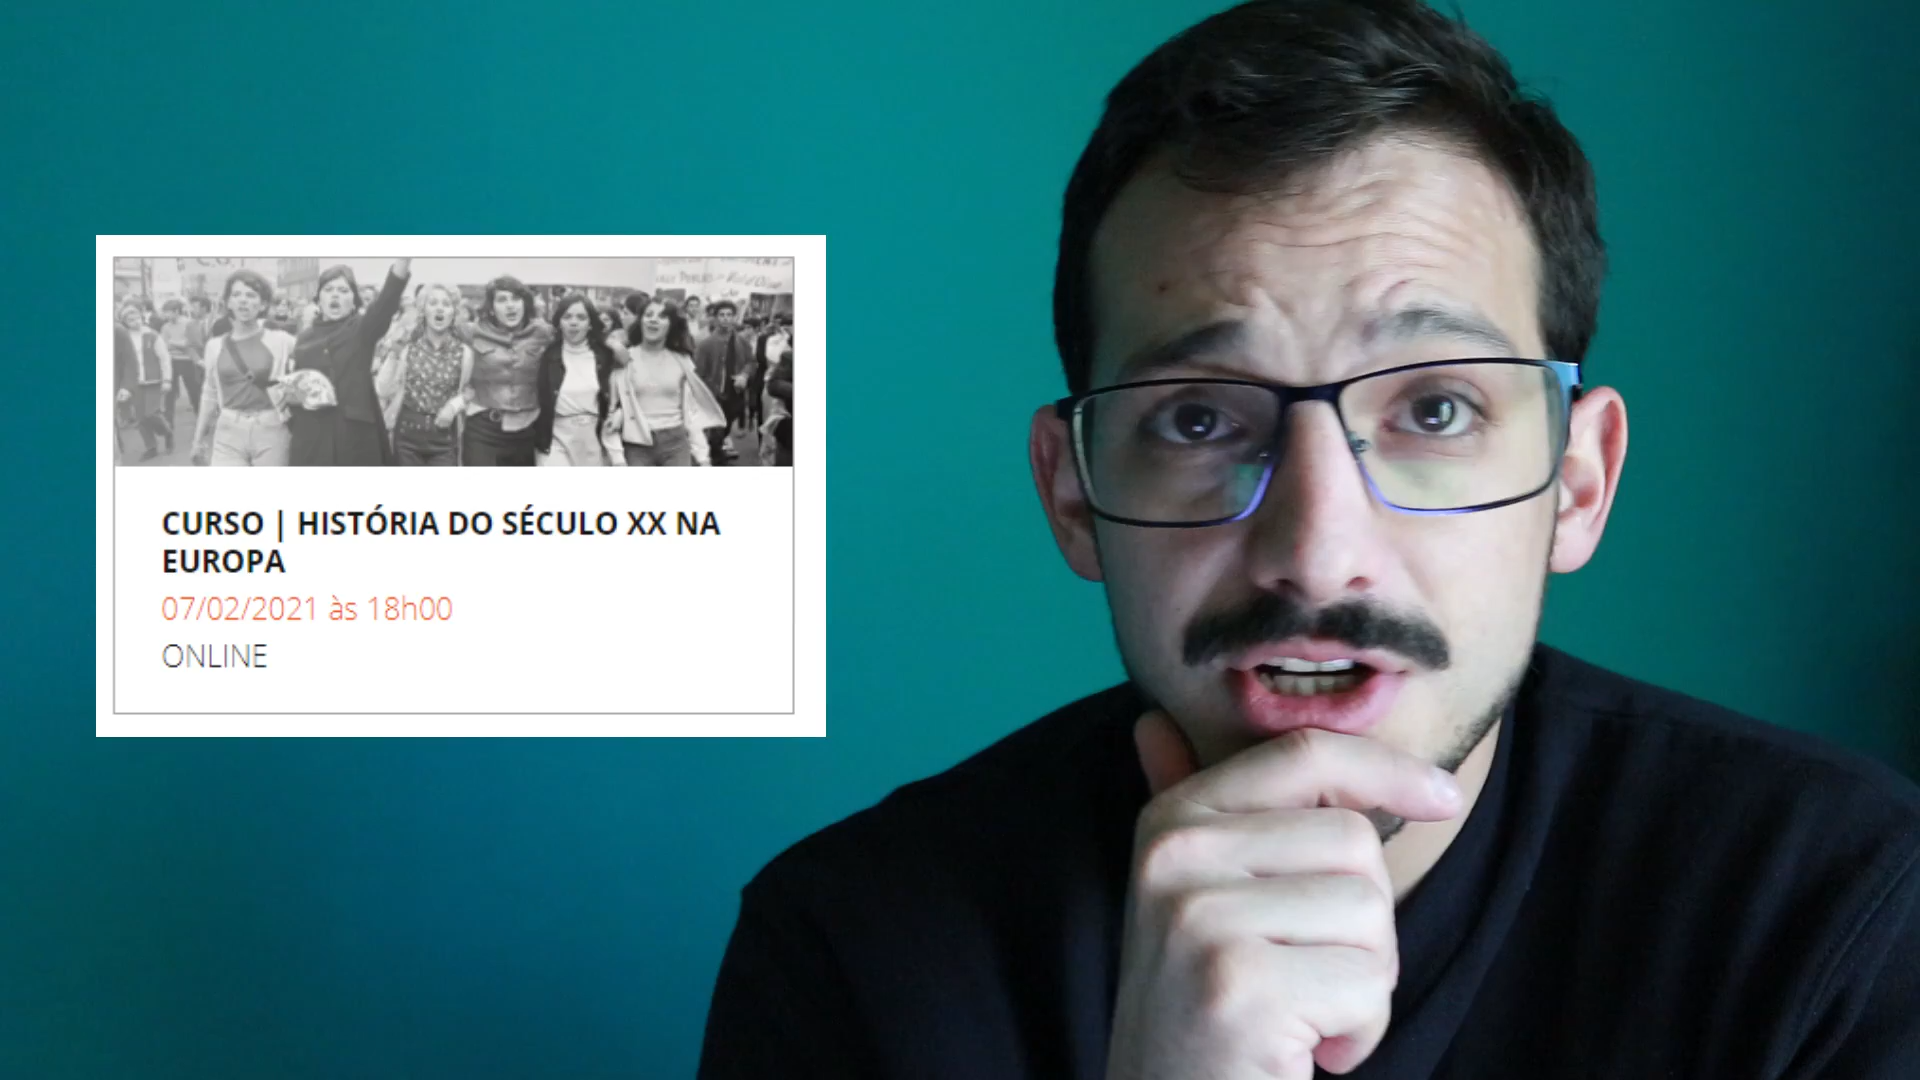 CURSO | HISTÓRIA DO SÉCULO XX NA
EUROPA
07/02/2021 às 18h00
ONLINE